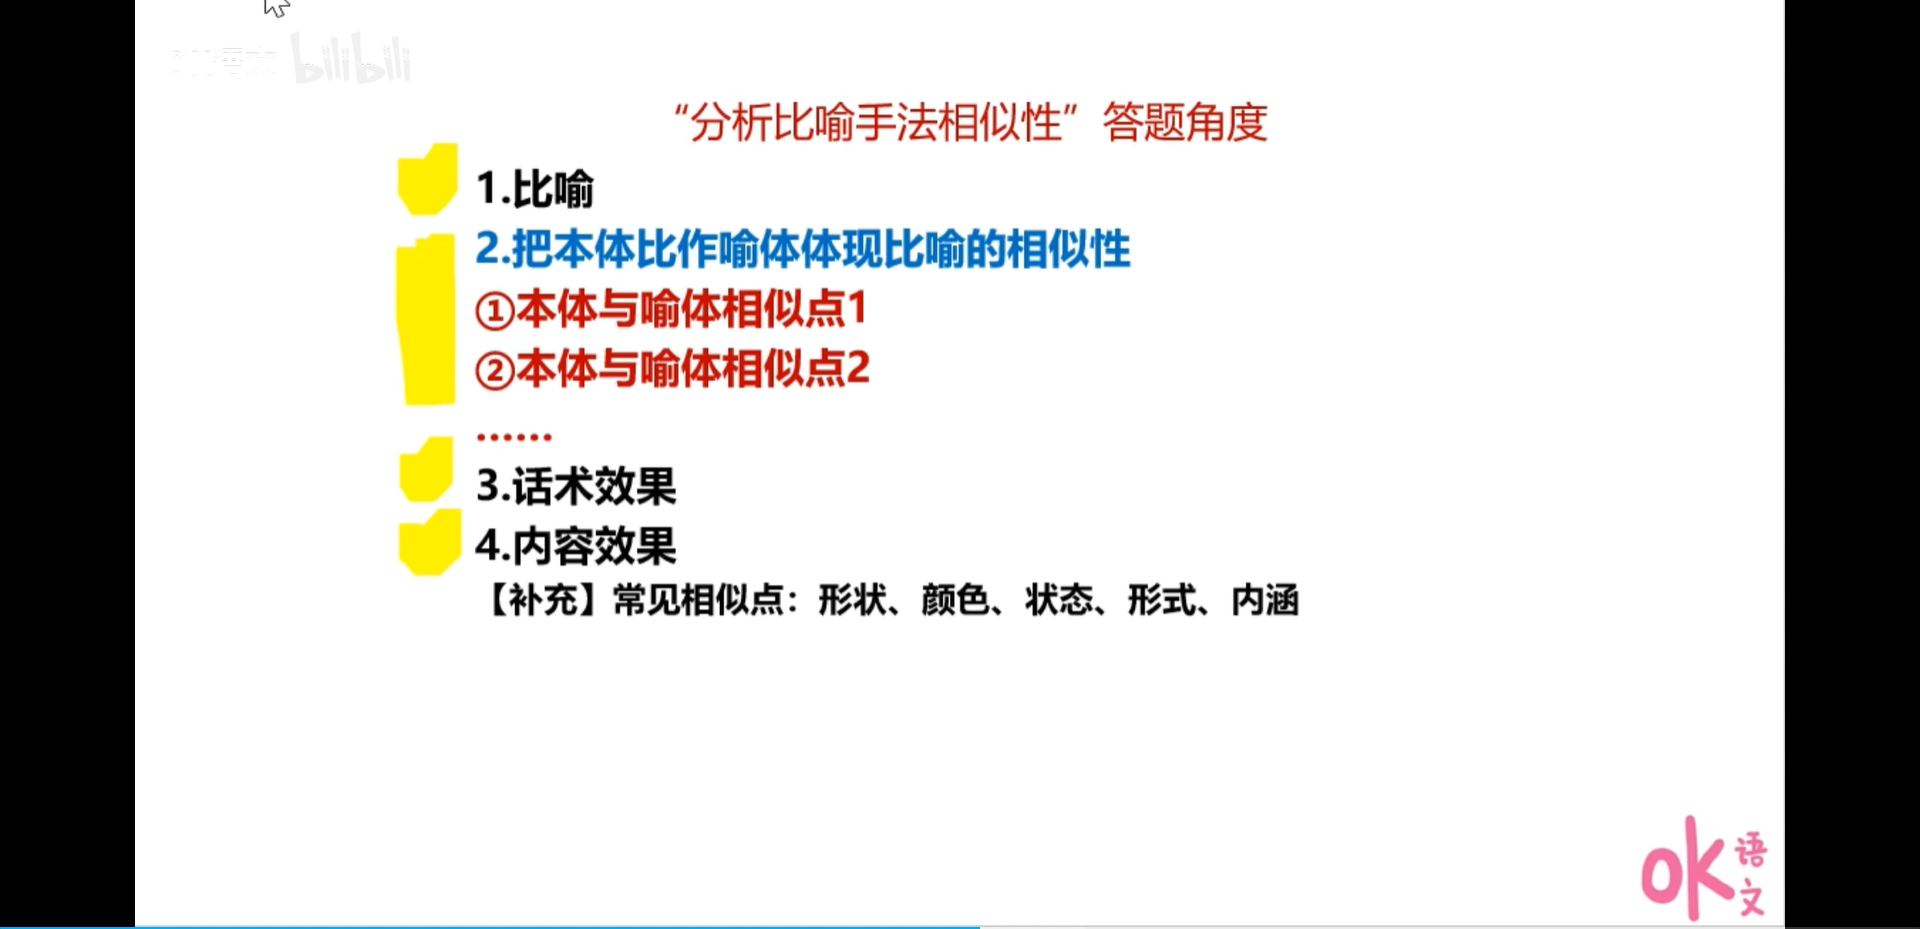 bilibili
“分析比喻手法相似性”答题角度
1.比喻
2.把本体比作喻体体现比喻的相似性
①本体与喻体相似点1
②本体与喻体相似点2
……
3.话术效果
4.内容效果
【补充】常见相似点：形状、颜色、状态、形式、内涵
ok语文